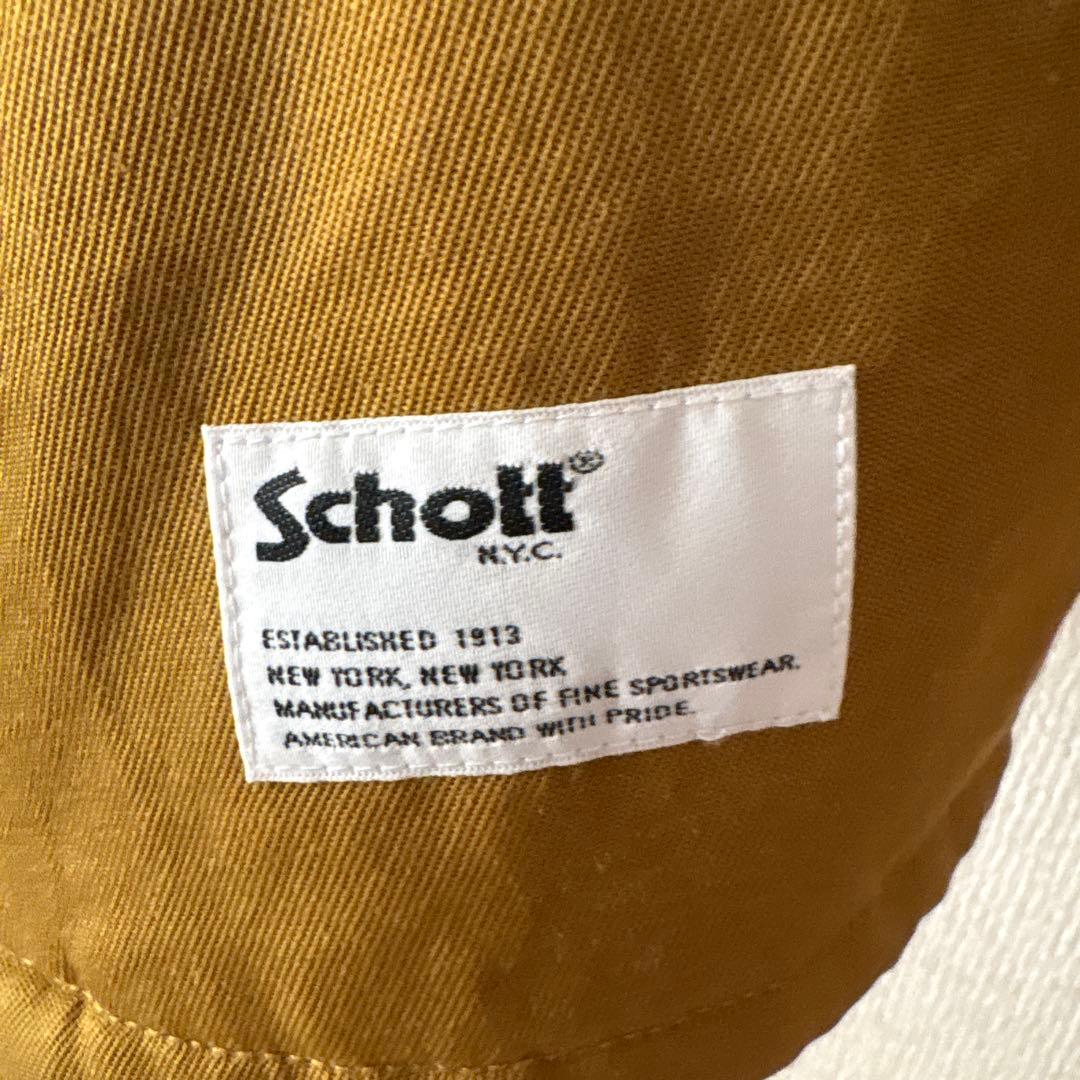 Schott®
N.Y.C.
ESTABLISHED 1913
NEW YORK, NEW YORK
MANUFACTURERS OF FINE SPORTSWEAR.
AMERICAN BRAND WITH PRIDE.